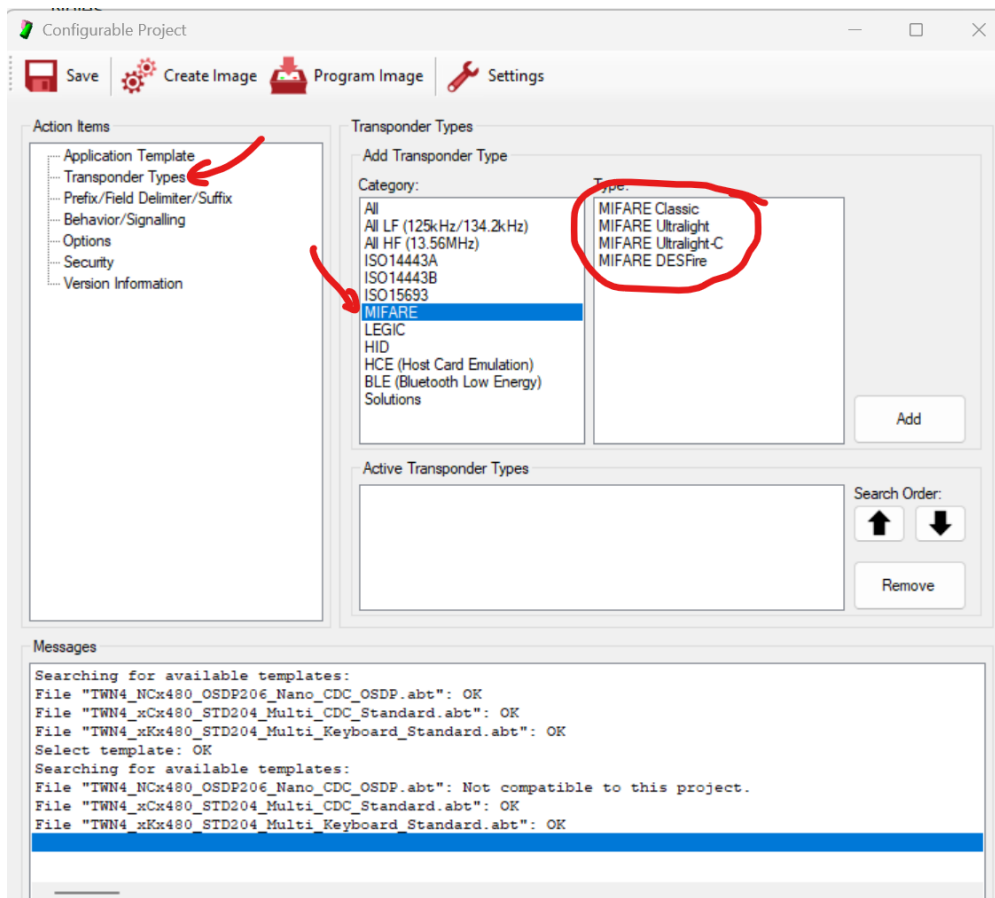 Configurable Project
Save Create Image Program Image Settings
Action Items
Application Template
Transponder Types
Prefix/Field Delimiter/Suffix
Behavior/Signalling
Options
Security
Version Information
Transponder Types
Add Transponder Type
Category:
All
All LF (125kHz/134.2kHz)
All HF (13.56MHz)
ISO14443A
ISO14443B
ISO15693
MIFARE
LEGIC
HID
HCE (Host Card Emulation)
BLE (Bluetooth Low Energy)
Solutions
Type:
MIFARE Classic
MIFARE Ultralight
MIFARE Ultralight-C
MIFARE DESFire
Add
Active Transponder Types
Search Order:
Remove
Messages
Searching for available templates:
File "TWN4_NCx480_OSDP206_Nano_CDC_OSDP.abt": OK
File "TWN4_xCx480_STD204_Multi_CDC_Standard.abt": OK
File "TWN4_xKx480_STD204_Multi_Keyboard_Standard.abt": OK
Select template: OK
Searching for available templates:
File "TWN4_NCx480_OSDP206_Nano_CDC_OSDP.abt": Not compatible to this project.
File "TWN4_xCx480_STD204_Multi_CDC_Standard.abt": OK
File "TWN4_xKx480_STD204_Multi_Keyboard_Standard.abt": OK